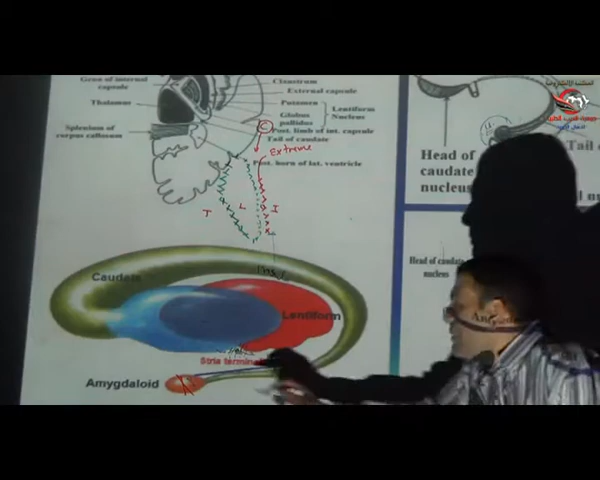 Genu of internal
capsule
Thalamus
Splenium of
corpus callosum
Claustrum
External capsule
Putamen
Globus
pallidus
Lentiform
Nucleus
Post. limb of int. capsule
Tail of caudate
Extreme
Post. horn of lat. ventricle
T
L
I
Caudate
Lentiform
Stria terminal
Amygdaloid
Head of
caudate
nucleus
Tail
Head of caudate
nucleus